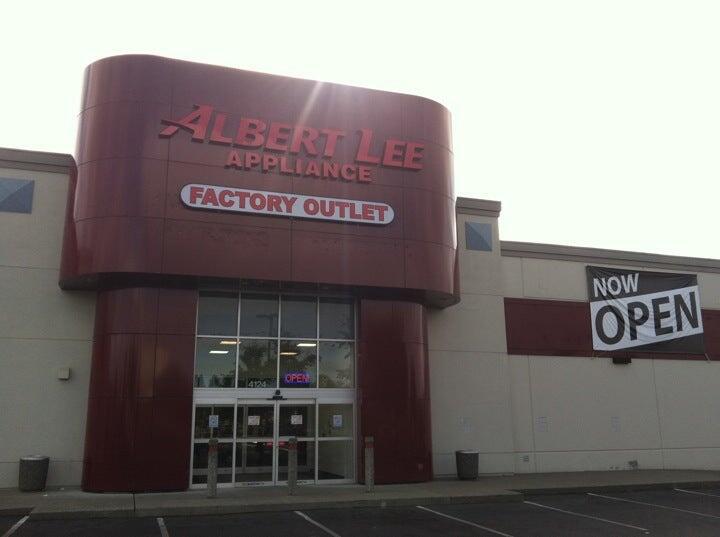 ALBERT LEE
APPLIANCE
FACTORY OUTLET
NOW
OPEN
4124
OPEN